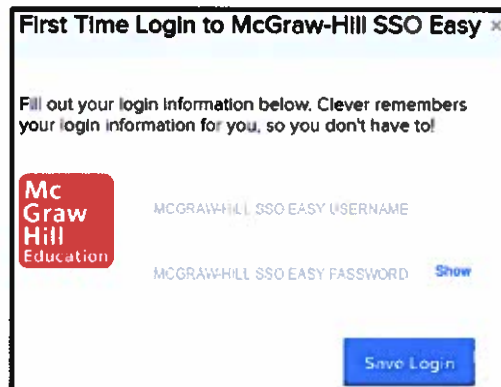 First Time Login to McGraw-Hill SSO Easy ×
Fill out your login information below. Clever remembers
your login information for you, so you don't have to!
Mc
Graw
Hill
Education
MCGRAW-HILL SSO EASY USERNAME
MCGRAW-HILL SSO EASY PASSWORD Show
Save Login